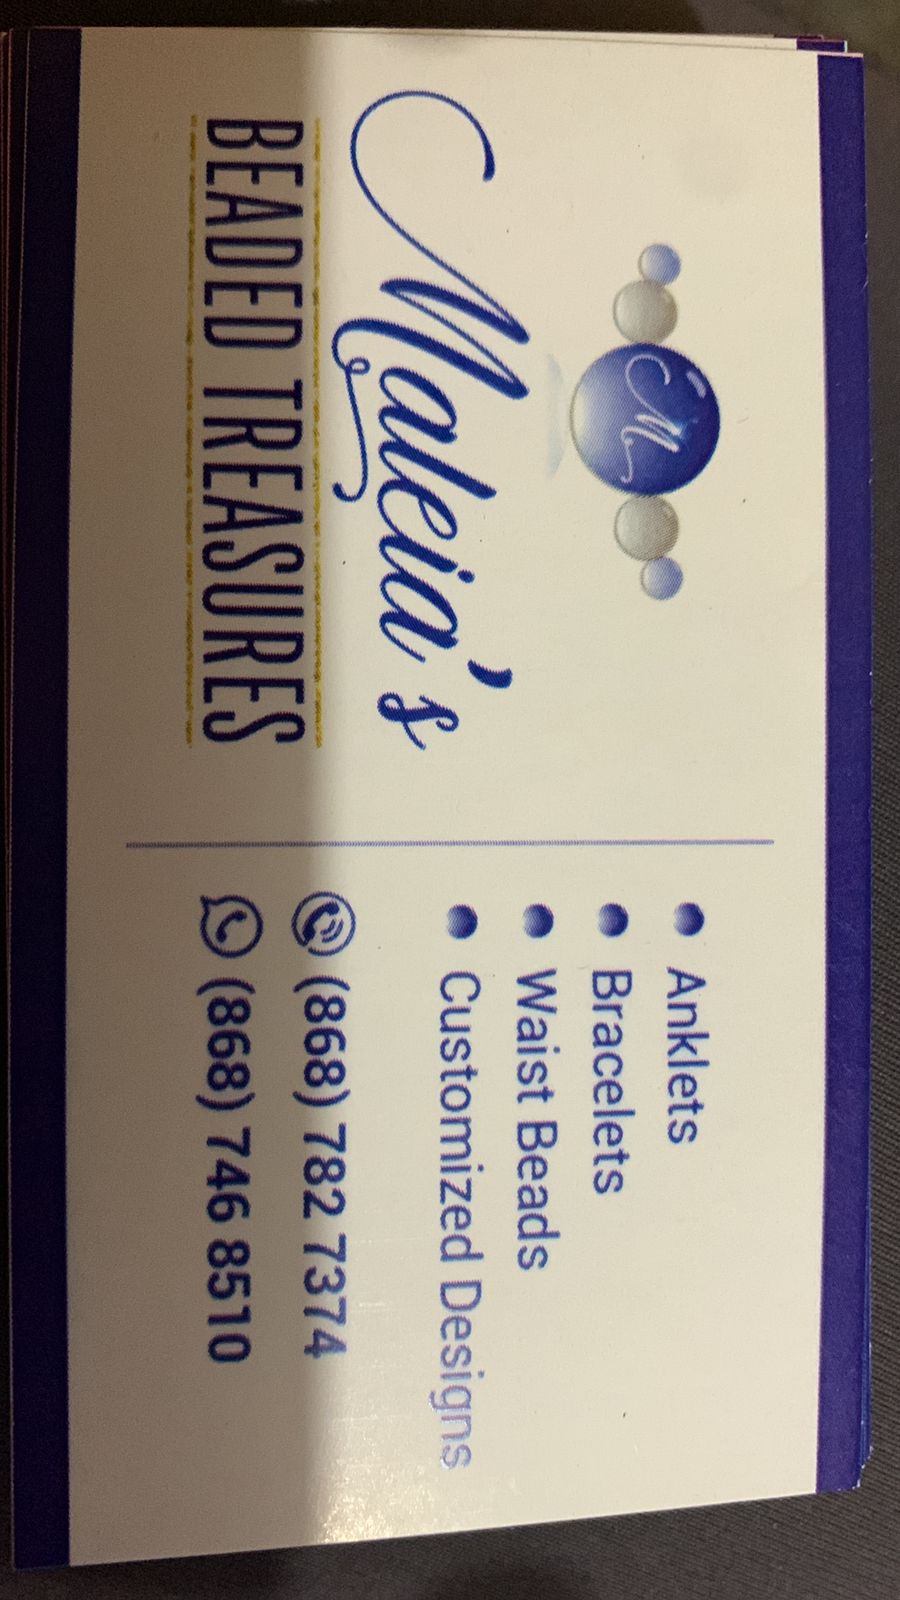 M
Maleia's
BEADED TREASURES
Anklets
Bracelets
Waist Beads
Customized Designs
(868) 782 7374
(868) 746 8510